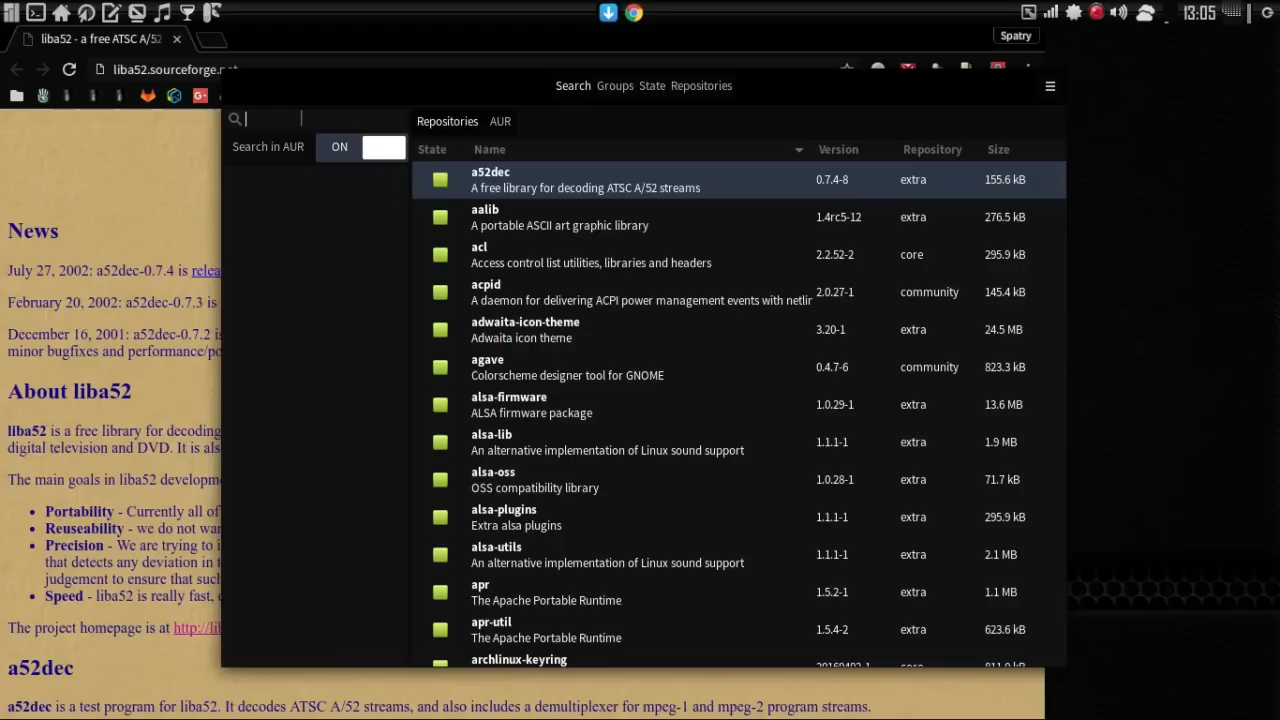 13:05
liba52 - a free ATSC A/52
Spatry
liba52.sourceforge.net
Search Groups State Repositories
Search in AUR ON
Repositories AUR
State Name Version Repository Size
a52dec
A free library for decoding ATSC A/52 streams
0.7.4-8 extra 155.6 kB
aalib
A portable ASCII art graphic library
1.4rc5-12 extra 276.5 kB
acl
Access control list utilities, libraries and headers
2.2.52-2 core 295.9 kB
acpid
A daemon for delivering ACPI power management events with netlir
2.0.27-1 community 145.4 kB
adwaita-icon-theme
Adwaita icon theme
3.20-1 extra 24.5 MB
agave
Colorscheme designer tool for GNOME
0.4.7-6 community 823.3 kB
alsa-firmware
ALSA firmware package
1.0.29-1 extra 13.6 MB
alsa-lib
An alternative implementation of Linux sound support
1.1.1-1 extra 1.9 MB
alsa-oss
OSS compatibility library
1.0.28-1 extra 71.7 kB
alsa-plugins
Extra alsa plugins
1.1.1-1 extra 295.9 kB
alsa-utils
An alternative implementation of Linux sound support
1.1.1-1 extra 2.1 MB
apr
The Apache Portable Runtime
1.5.2-1 extra 1.1 MB
apr-util
The Apache Portable Runtime
1.5.4-2 extra 623.6 kB
archlinux-keyring
20160402-1 core 811.9 kB
News
July 27, 2002: a52dec-0.7.4 is relea
February 20, 2002: a52dec-0.7.3 is
December 16, 2001: a52dec-0.7.2 is
minor bugfixes and performance/po
About liba52
liba52 is a free library for decoding
digital television and DVD. It is als
The main goals in liba52 developm
Portability - Currently all of
Reuseability - we do not wan
Precision - We are trying to i
that detects any deviation in t
judgement to ensure that such
Speed - liba52 is really fast,
The project homepage is at http://lib
a52dec
a52dec is a test program for liba52. It decodes ATSC A/52 streams, and also includes a demultiplexer for mpeg-1 and mpeg-2 program streams.